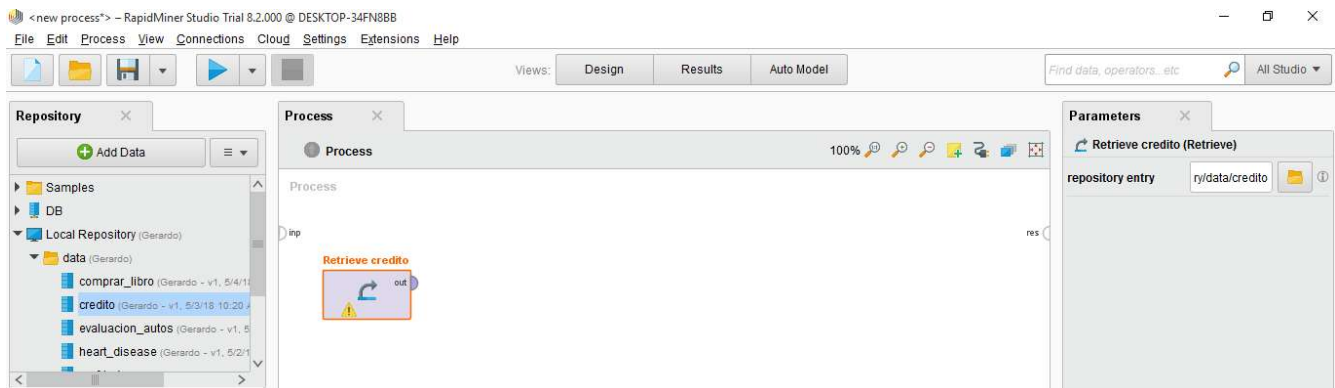 <new process*> – RapidMiner Studio Trial 8.2.000 @ DESKTOP-34FN8BB
File Edit Process View Connections Cloud Settings Extensions Help
Views: Design Results Auto Model Find data, operators...etc All Studio
Repository
Add Data
Samples
DB
Local Repository (Gerardo)
data (Gerardo)
comprar_libro (Gerardo - v1, 5/4/18
credito (Gerardo - v1, 5/3/18 10:20
evaluacion_autos (Gerardo - v1, 5
heart_disease (Gerardo - v1, 5/2/1
Process
Process
100%
Process
inp
res
Retrieve credito
out
Parameters
Retrieve credito (Retrieve)
repository entry ry/data/credito